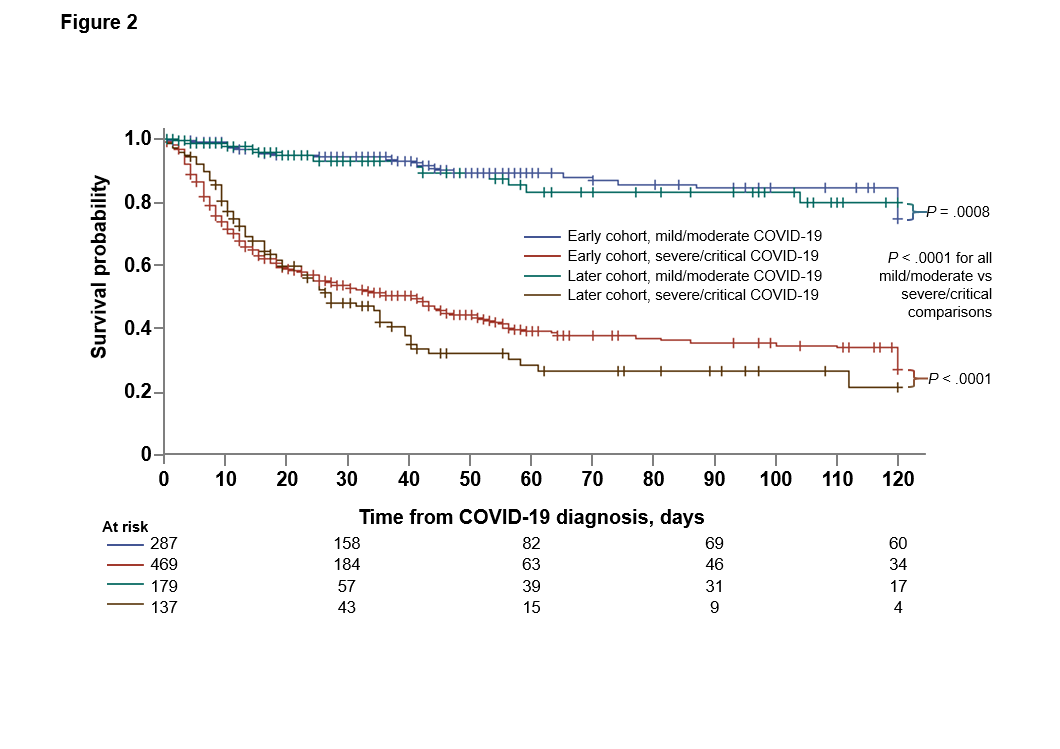 Figure 2
Survival probability
1.0
0.8
0.6
0.4
0.2
0
Early cohort, mild/moderate COVID-19
Early cohort, severe/critical COVID-19
Later cohort, mild/moderate COVID-19
Later cohort, severe/critical COVID-19
P = .0008
P < .0001 for all
mild/moderate vs
severe/critical
comparisons
P < .0001
0 10 20 30 40 50 60 70 80 90 100 110 120
Time from COVID-19 diagnosis, days
At risk
287 158 82 69 60
469 184 63 46 34
179 57 39 31 17
137 43 15 9 4